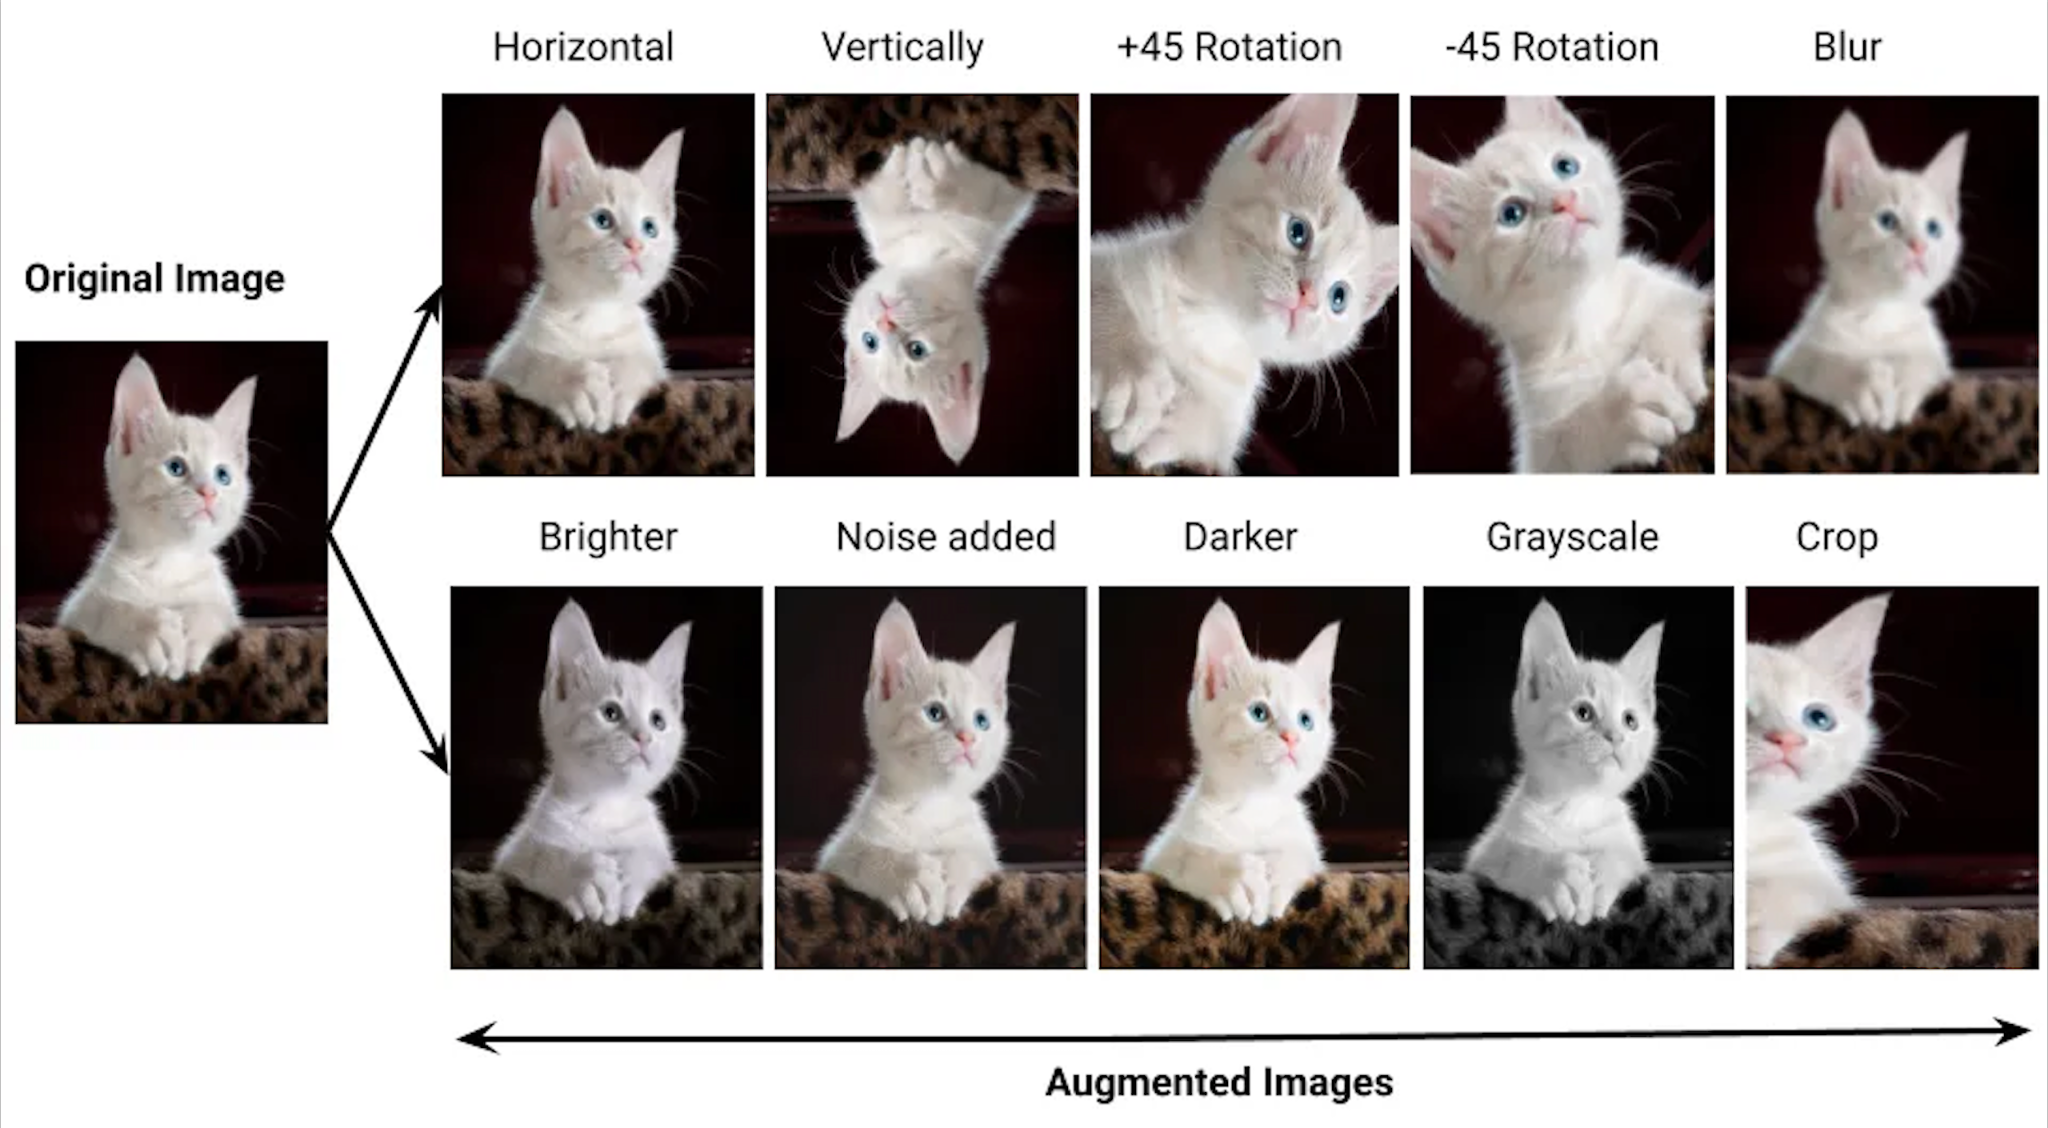 Original Image
Horizontal
Vertically
+45 Rotation
-45 Rotation
Blur
Brighter
Noise added
Darker
Grayscale
Crop
Augmented Images